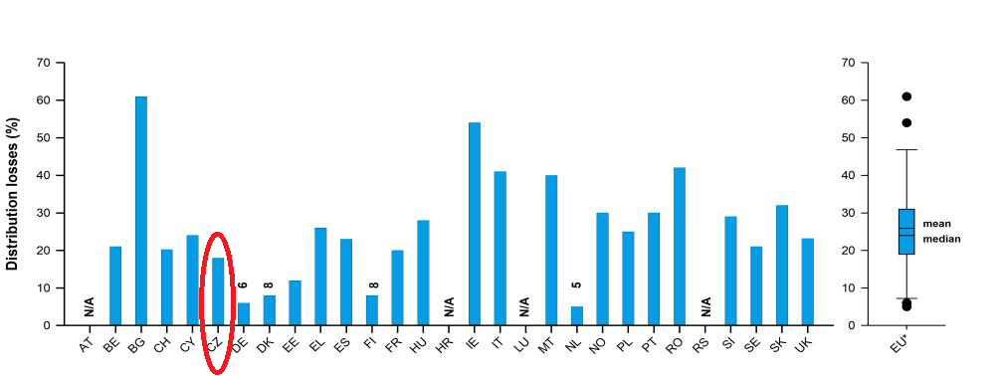 Distribution losses (%)
70
60
50
40
30
20
10
0
N/A
6
8
8
N/A
N/A
5
N/A
AT BE BG CH CY CZ DE DK EE EL ES FI FR HU HR IE IT LU MT NL NO PL PT RO RS SI SE SK UK
70
60
50
40
30
20
10
0
mean
median
EU*